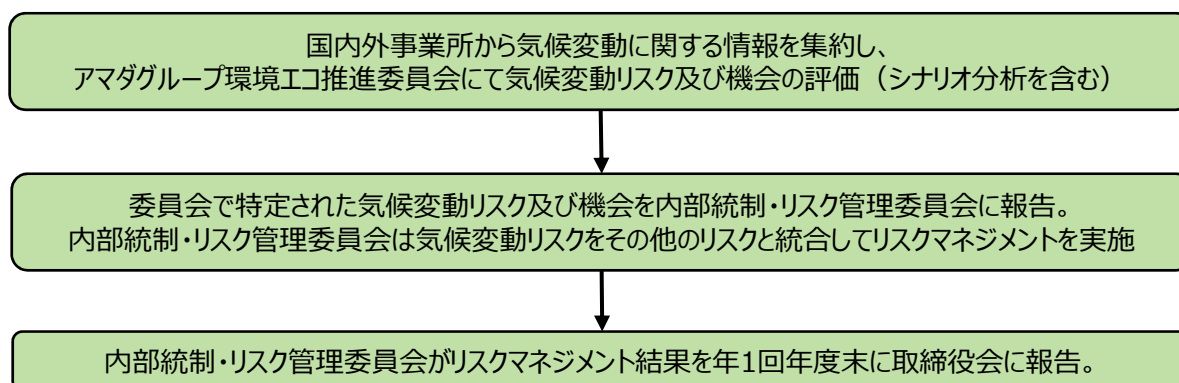 国内外事業所から気候変動に関する情報を集約し、
アマダグループ環境エコ推進委員会にて気候変動リスク及び機会の評価（シナリオ分析を含む）
委員会で特定された気候変動リスク及び機会を内部統制・リスク管理委員会に報告。
内部統制・リスク管理委員会は気候変動リスクをその他のリスクと統合してリスクマネジメントを実施
内部統制・リスク管理委員会がリスクマネジメント結果を年1回年度末に取締役会に報告。